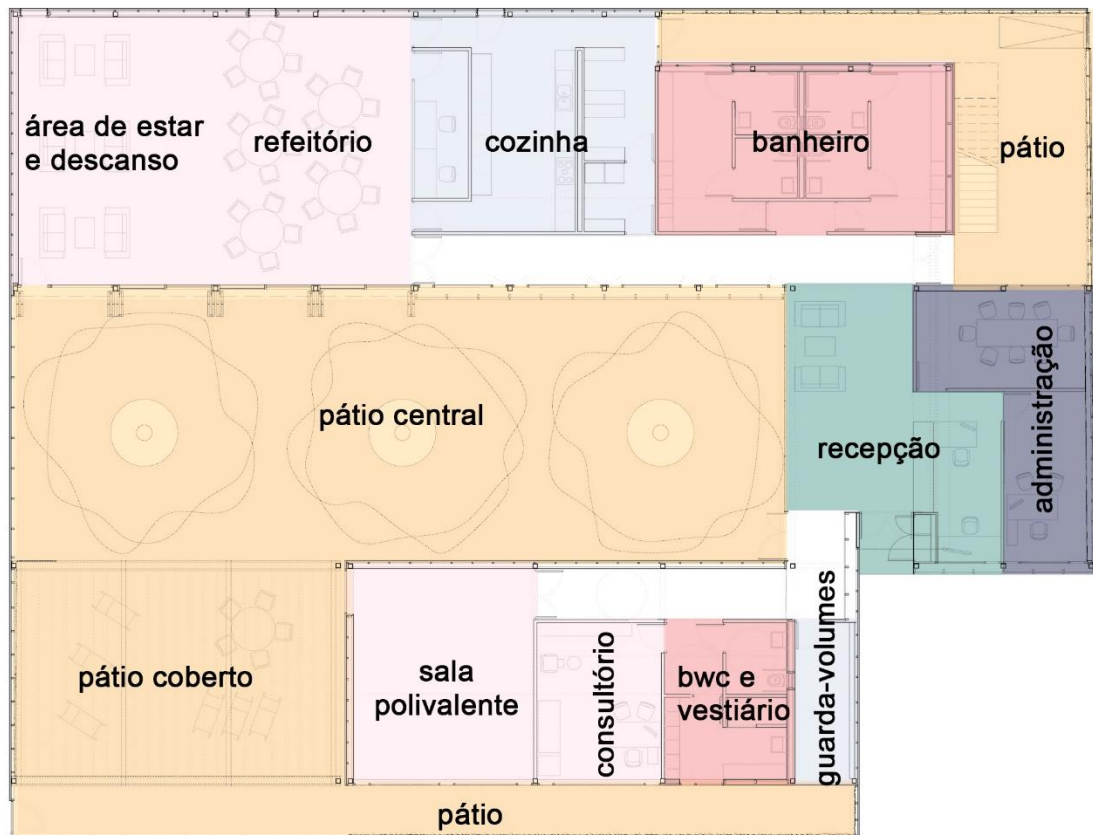 área de estar
e descanso
refeitório
cozinha
banheiro
pátio
pátio central
recepção
administração
pátio coberto
sala
polivalente
consultório
bwc e
vestiário
guarda-volumes
pátio